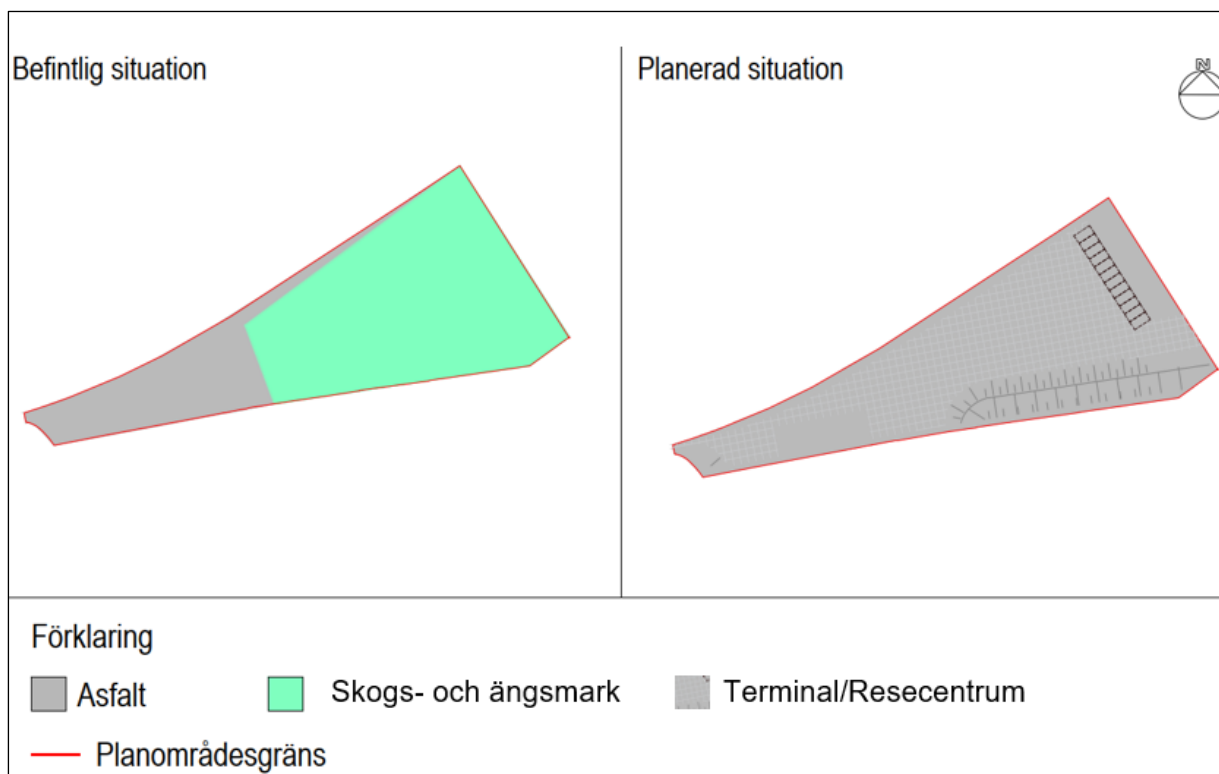 Befintlig situation
Planerad situation
N
Förklaring
Asfalt
Skogs- och ängsmark
Terminal/Resecentrum
Planområdesgräns